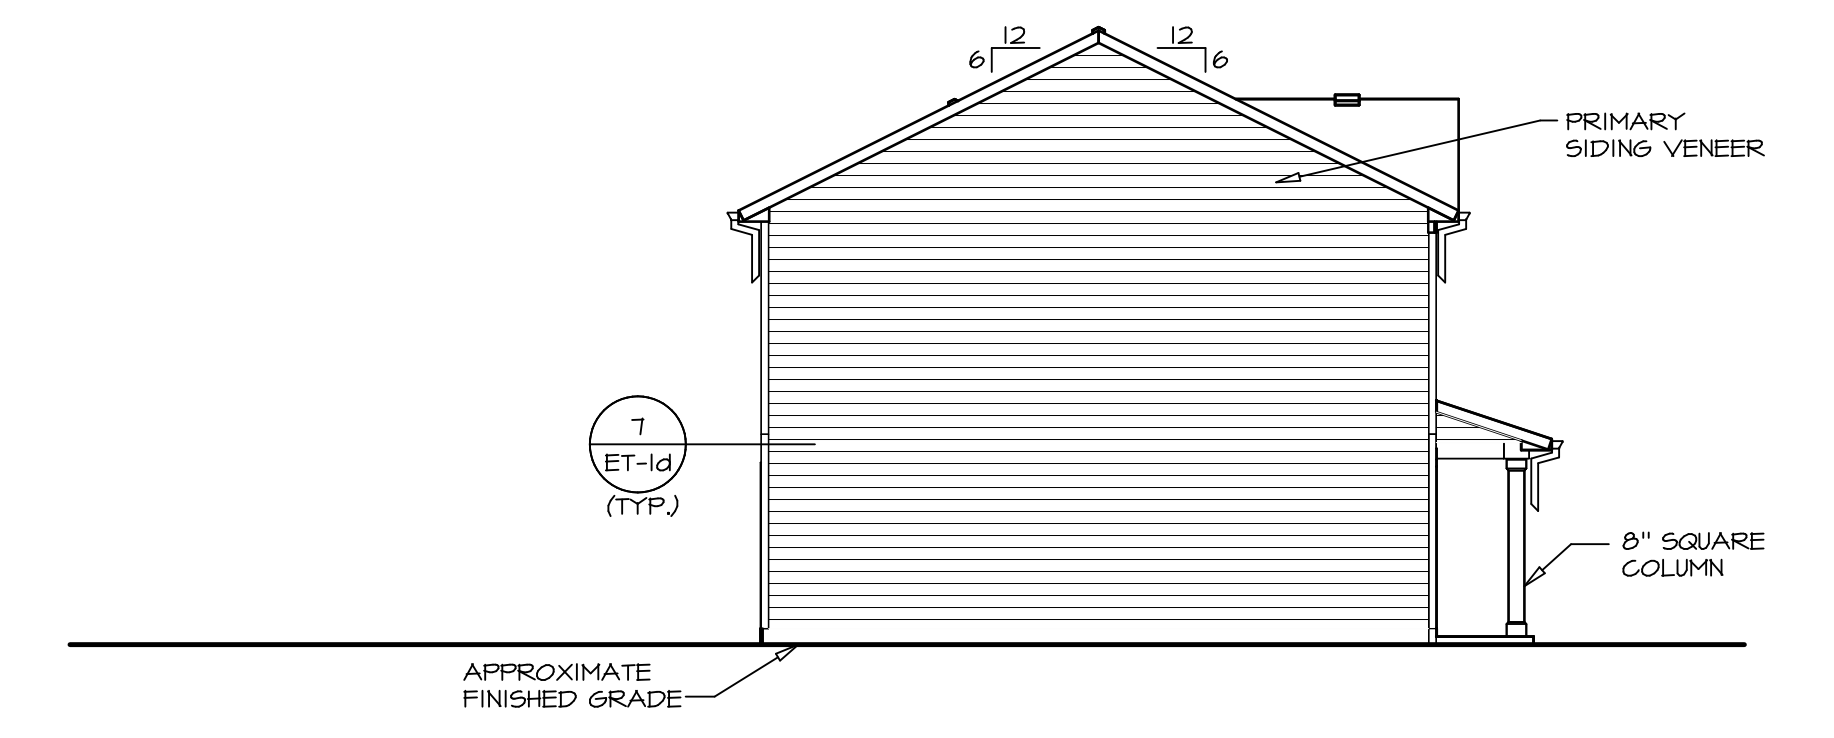 12
12
6
6
PRIMARY
SIDING VENEER
7
ET-1d
(TYP.)
8" SQUARE
COLUMN
APPROXIMATE
FINISHED GRADE